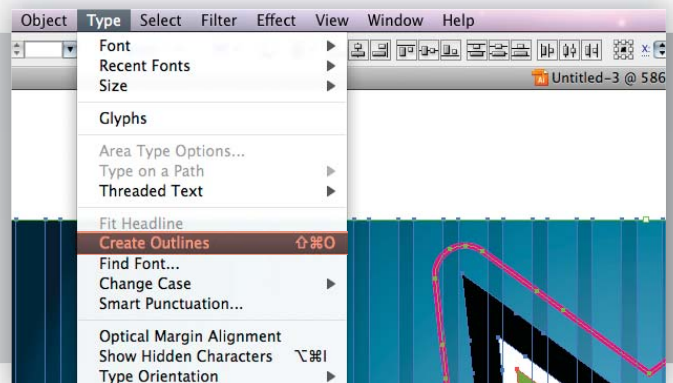 Object Type Select Filter Effect View Window Help
x:
Untitled-3 @ 586
Font
Recent Fonts
Size
Glyphs
Area Type Options...
Type on a Path
Threaded Text
Fit Headline
Create Outlines ⇧⌘O
Find Font...
Change Case
Smart Punctuation...
Optical Margin Alignment
Show Hidden Characters ⌥⌘I
Type Orientation